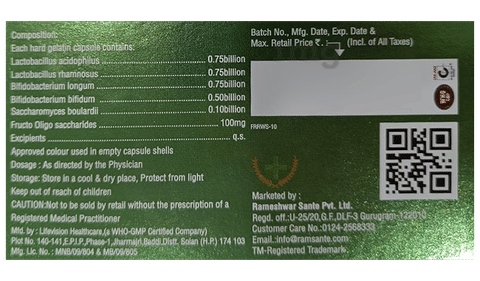 Composition:
Each hard gelatin capsule contains:
Lactobacillus acidophilus 0.75billion
Lactobacillus rhamnosus 0.75billion
Bifidobacterium longum 0.75billion
Bifidobacterium bifidum 0.50billion
Saccharomyces boulardii 0.10billion
Fructo Oligo saccharides 100mg
Excipients q.s.
Approved colour used in empty capsule shells
Dosage : As directed by the Physician
Storage: Store in a cool & dry place, Protect from light
Keep out of reach of children
CAUTION:Not to be sold by retail without the prescription of a
Registered Medical Practitioner
Mfg. by : Lifevision Healthcare,(a WHO-GMP Certified Company)
Plot No. 140-141,E.P.I.P,Phase-1,Jharmajri,Baddi,Distt. Solan (H.P.) 174 103
Mfg. Lic. No. : MNB/09/804 & MB/09/805
Batch No., Mfg. Date, Exp. Date &
Max. Retail Price ₹. : (Incl. of All Taxes)
FRRWS-10
Marketed by :
Rameshwar Sante Pvt. Ltd.
Regd. off.:U-25/20,G.F.,DLF-3 Gurugram-122010
Customer Care No.:0124-2568333
Email.:info@ramsante.com
TM-Registered Trademark.